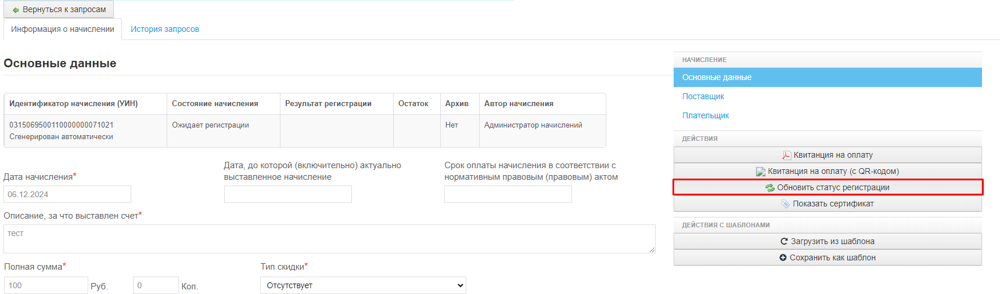 Вернуться к запросам
Информация о начислении
История запросов
Основные данные
Идентификатор начисления (УИН)
Состояние начисления
Результат регистрации
Остаток
Архив
Автор начисления
0315069500110000000071021
Сгенерирован автоматически
Ожидает регистрации
Нет
Администратор начислений
Дата начисления*
06.12.2024
Дата, до которой (включительно) актуально
выставленное начисление
Срок оплаты начисления в соответствии с
нормативным правовым (правовым) актом
Описание, за что выставлен счет*
тест
Полная сумма*
100
Руб.
0
Коп.
Тип скидки*
Отсутствует
НАЧИСЛЕНИЕ
Основные данные
Поставщик
Плательщик
ДЕЙСТВИЯ
Квитанция на оплату
Квитанция на оплату (с QR-кодом)
Обновить статус регистрации
Показать сертификат
ДЕЙСТВИЯ С ШАБЛОНАМИ
Загрузить из шаблона
Сохранить как шаблон